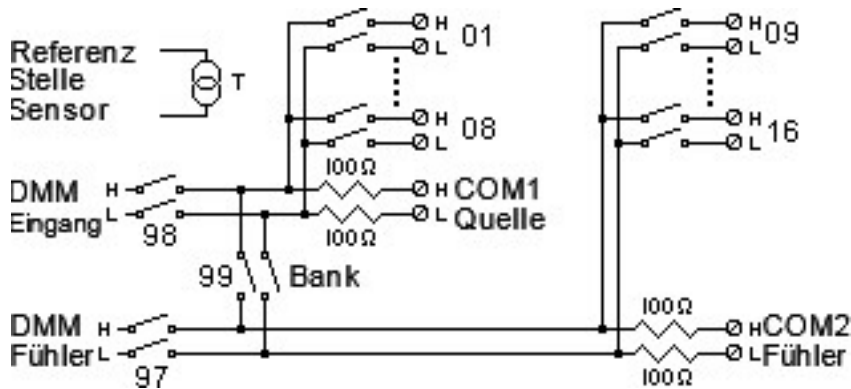 Referenz
Stelle
Sensor
T
H 01
L
H 08
L
H 09
L
H 16
L
DMM H
Eingang L
98
100Ω
H COM1
L Quelle
100Ω
99 Bank
DMM H
Fühler L
97
100Ω
H COM2
L Fühler
100Ω